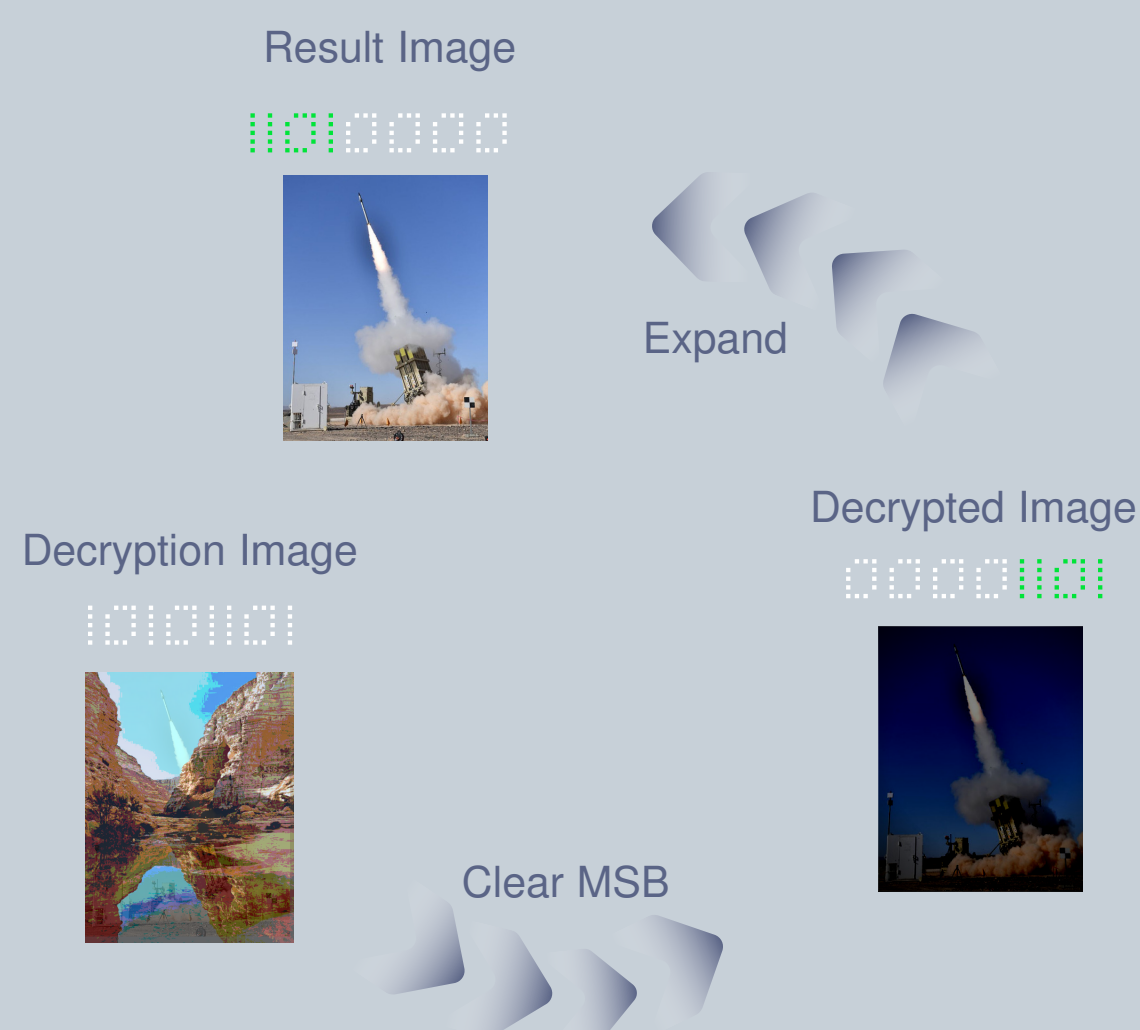 Result Image
11010000
Expand
Decrypted Image
00001101
Decryption Image
10101101
Clear MSB